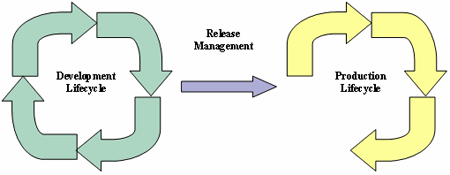 Release
Management
Development
Lifecycle
Production
Lifecycle